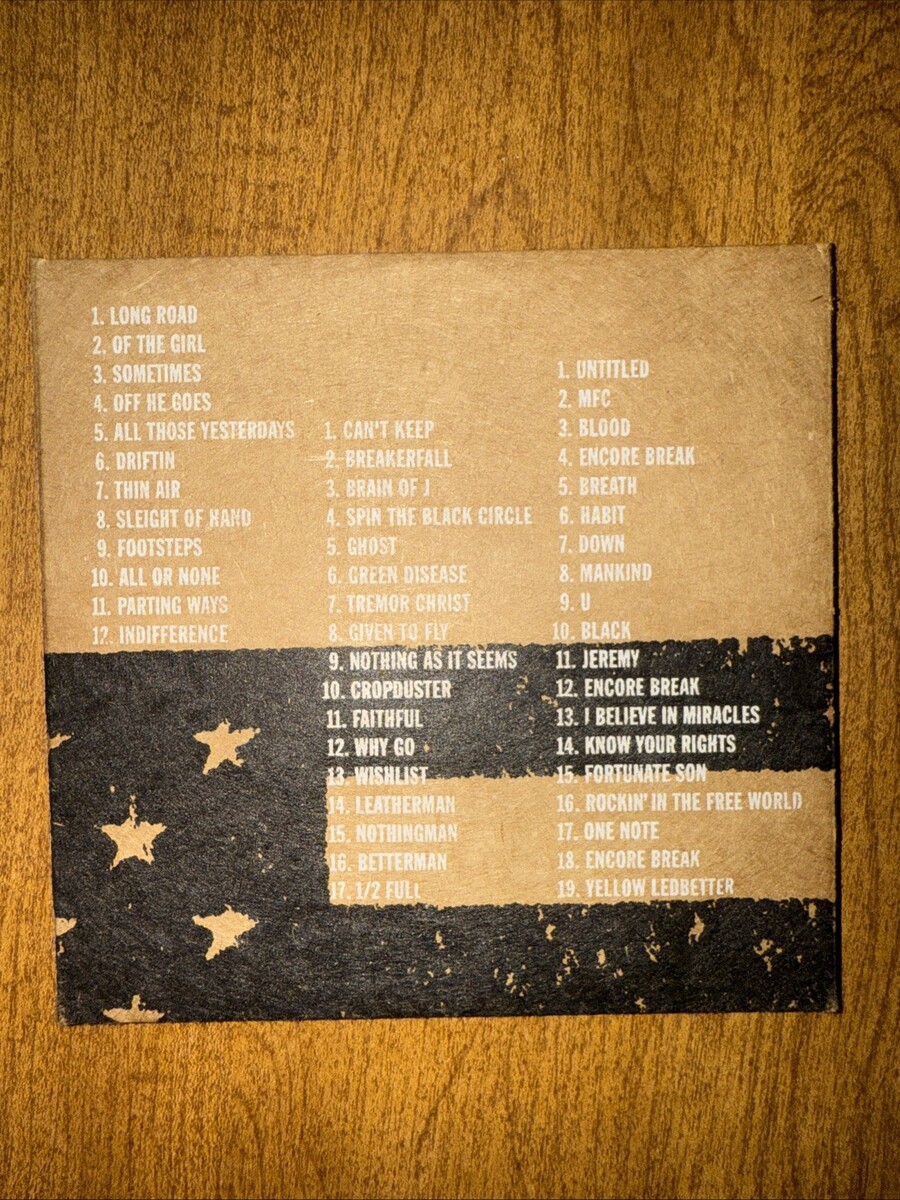 1. LONG ROAD
2. OF THE GIRL
3. SOMETIMES
4. OFF HE GOES
5. ALL THOSE YESTERDAYS
6. DRIFTIN
7. THIN AIR
8. SLEIGHT OF HAND
9. FOOTSTEPS
10. ALL OR NONE
11. PARTING WAYS
12. INDIFFERENCE
1. CAN'T KEEP
2. BREAKERFALL
3. BRAIN OF J
4. SPIN THE BLACK CIRCLE
5. GHOST
6. GREEN DISEASE
7. TREMOR CHRIST
8. GIVEN TO FLY
9. NOTHING AS IT SEEMS
10. CROPDUSTER
11. FAITHFUL
12. WHY GO
13. WISHLIST
14. LEATHERMAN
15. NOTHINGMAN
16. BETTERMAN
17. 1/2 FULL
1. UNTITLED
2. MFC
3. BLOOD
4. ENCORE BREAK
5. BREATH
6. HABIT
7. DOWN
8. MANKIND
9. U
10. BLACK
11. JEREMY
12. ENCORE BREAK
13. I BELIEVE IN MIRACLES
14. KNOW YOUR RIGHTS
15. FORTUNATE SON
16. ROCKIN' IN THE FREE WORLD
17. ONE NOTE
18. ENCORE BREAK
19. YELLOW LEDBETTER